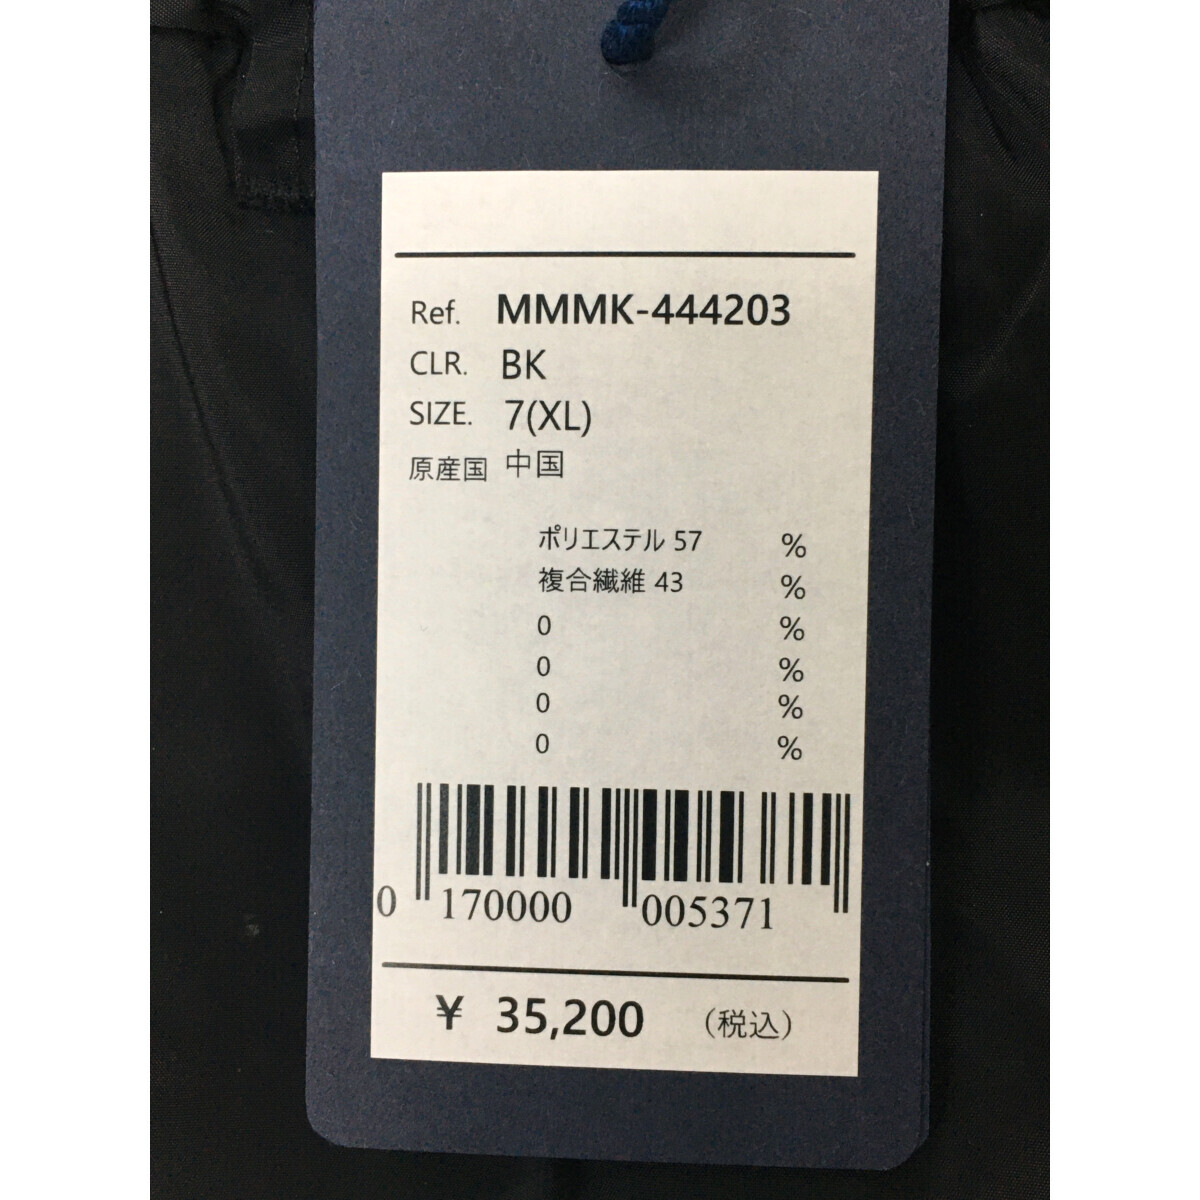 Ref. MMMK-444203
CLR. BK
SIZE. 7(XL)
原産国 中国
ポリエステル 57 %
複合繊維 43 %
0 %
0 %
0 %
0 %
0 170000 005371
¥ 35,200 （税込）